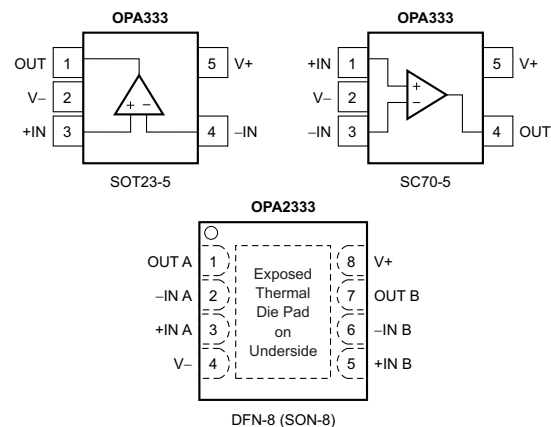 OPA333
OUT 1 5 V+
V– 2
+IN 3 + – 4 –IN
SOT23-5
OPA333
+IN 1 5 V+
V– 2 + –
–IN 3 4 OUT
SC70-5
OPA2333
OUT A 1 8 V+
–IN A 2 7 OUT B
+IN A 3 6 –IN B
V– 4 5 +IN B
Exposed
Thermal
Die Pad
on
Underside
DFN-8 (SON-8)